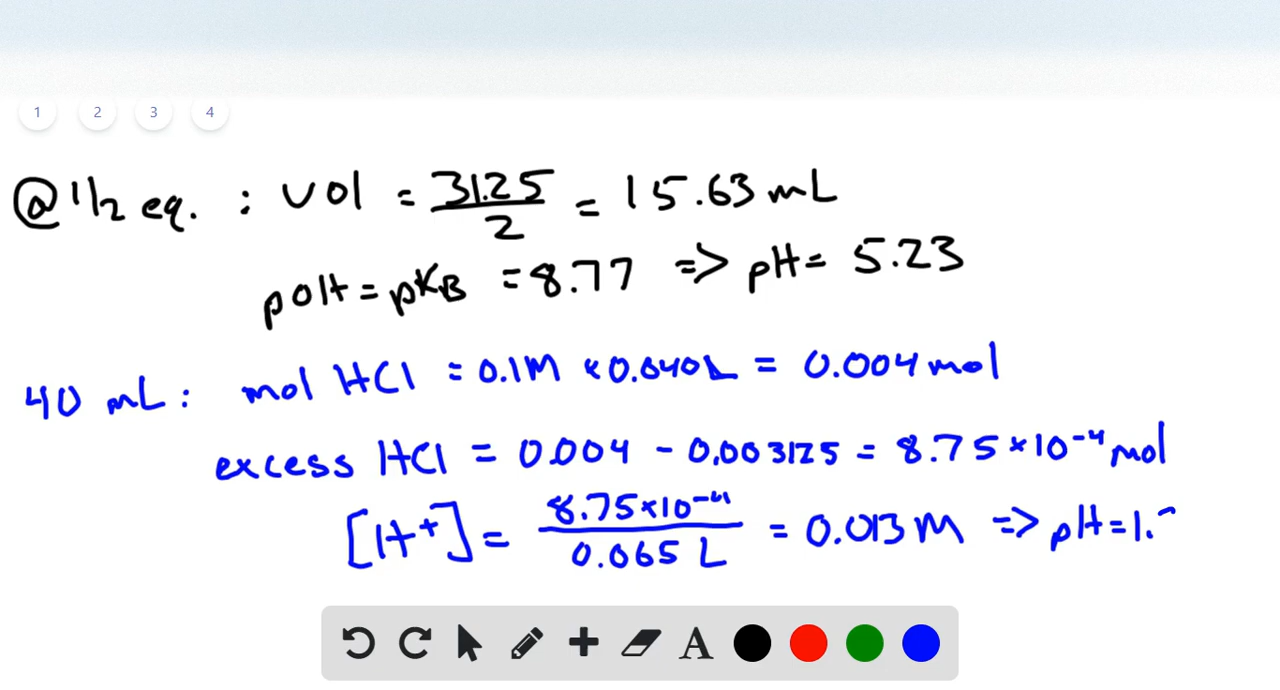 1 2 3 4
@ 1/2 eq. : vol = 31.25/2 = 15.63 mL
pOH = pKB = 8.77 => pH = 5.23
40 mL: mol HCl = 0.1M × 0.040L = 0.004 mol
excess HCl = 0.004 - 0.003125 = 8.75×10⁻⁴ mol
[H+] = 8.75×10⁻⁴/0.065 L = 0.013 M => pH = 1.
A